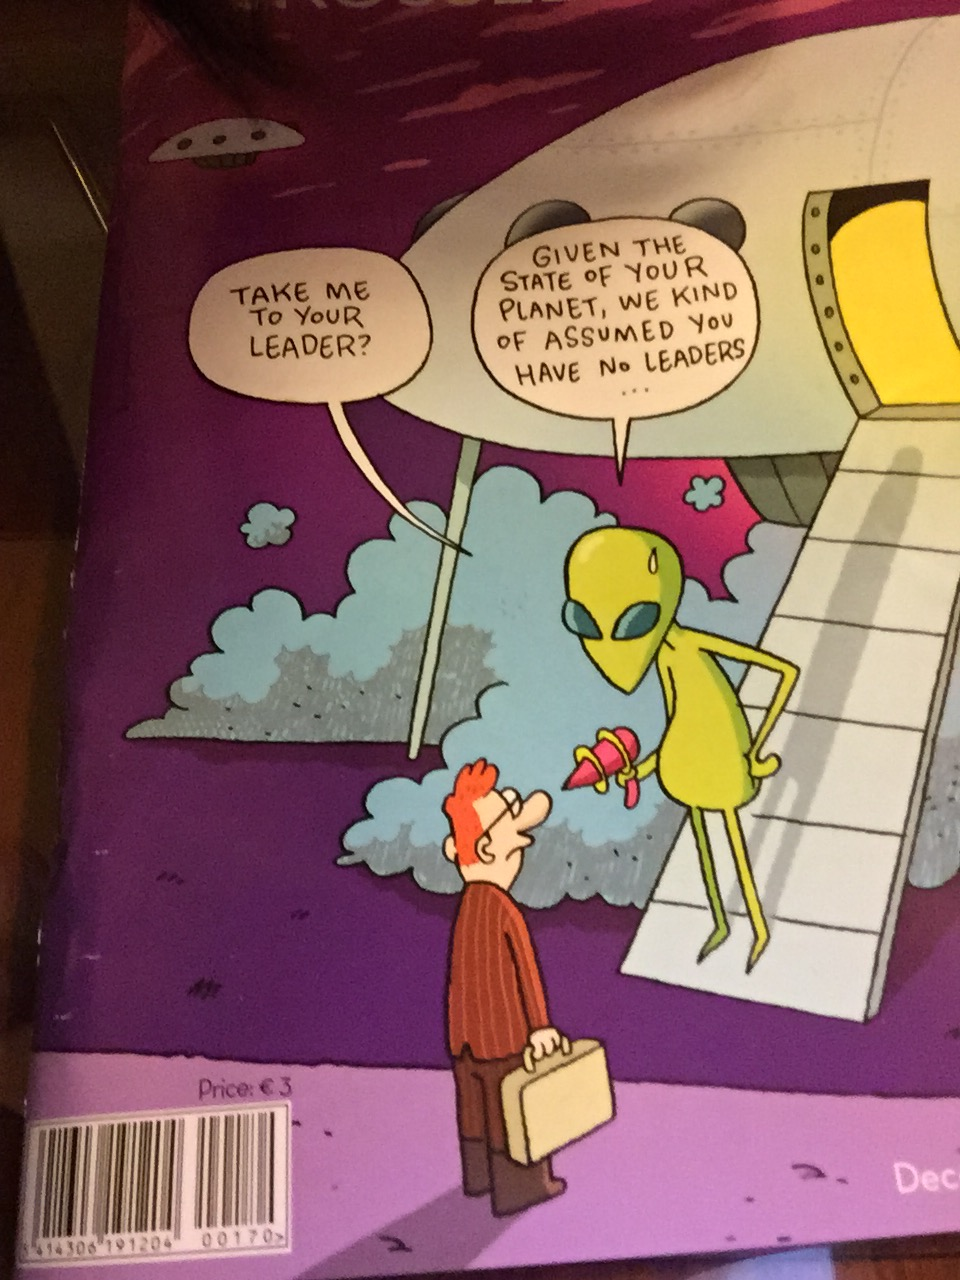 TAKE ME
TO YOUR
LEADER?
GIVEN THE
STATE OF YOUR
PLANET, WE KIND
OF ASSUMED YOU
HAVE NO LEADERS
...
Price: € 3
414306 191204 00170>